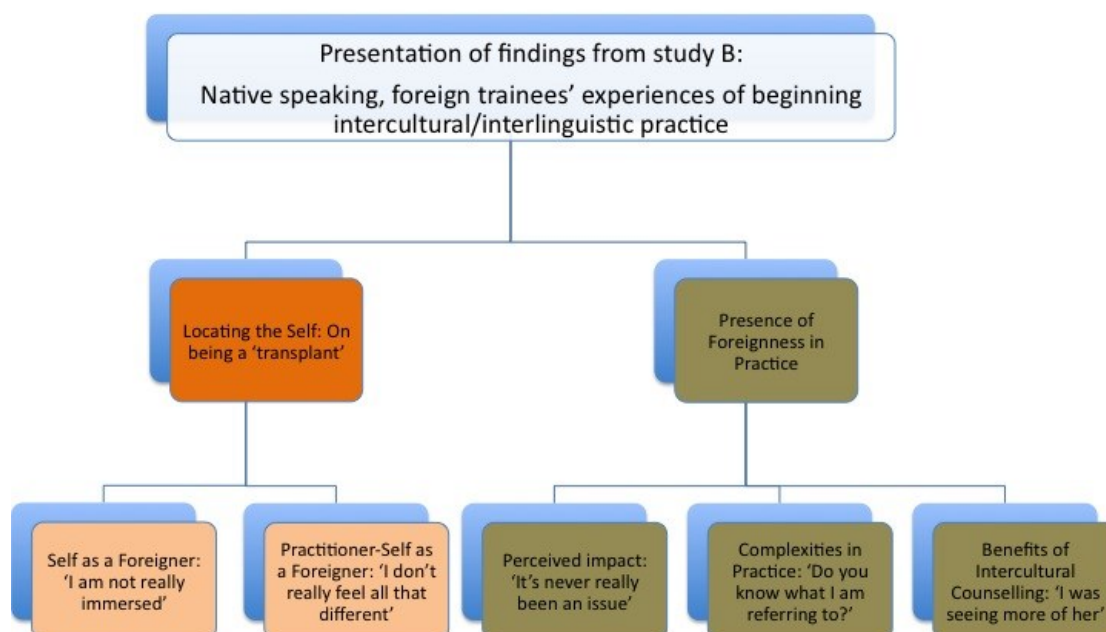 Presentation of findings from study B:
Native speaking, foreign trainees’ experiences of beginning
intercultural/interlinguistic practice
Locating the Self: On
being a ‘transplant’
Presence of
Foreignness in
Practice
Self as a Foreigner:
‘I am not really
immersed’
Practitioner-Self as
a Foreigner: ‘I don’t
really feel all that
different’
Perceived impact:
‘It’s never really
been an issue’
Complexities in
Practice: ‘Do you
know what I am
referring to?’
Benefits of
Intercultural
Counselling: ‘I was
seeing more of her’